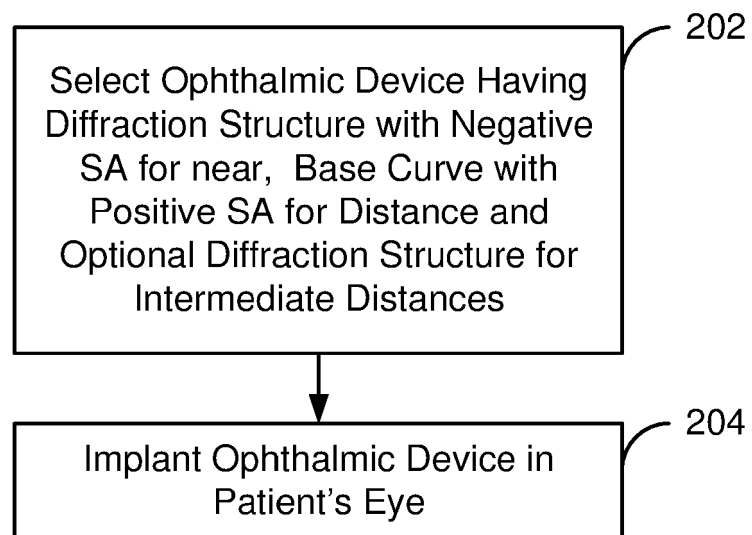 202
Select Ophthalmic Device Having
Diffraction Structure with Negative
SA for near, Base Curve with
Positive SA for Distance and
Optional Diffraction Structure for
Intermediate Distances
204
Implant Ophthalmic Device in
Patient's Eye